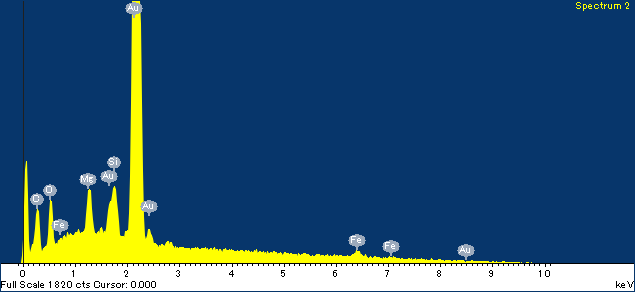 Spectrum 2
Au
Si
Mg Au
O
C
Au
Fe
Fe
Fe
Au
0 1 2 3 4 5 6 7 8 9 10
Full Scale 1820 cts Cursor: 0.000 keV